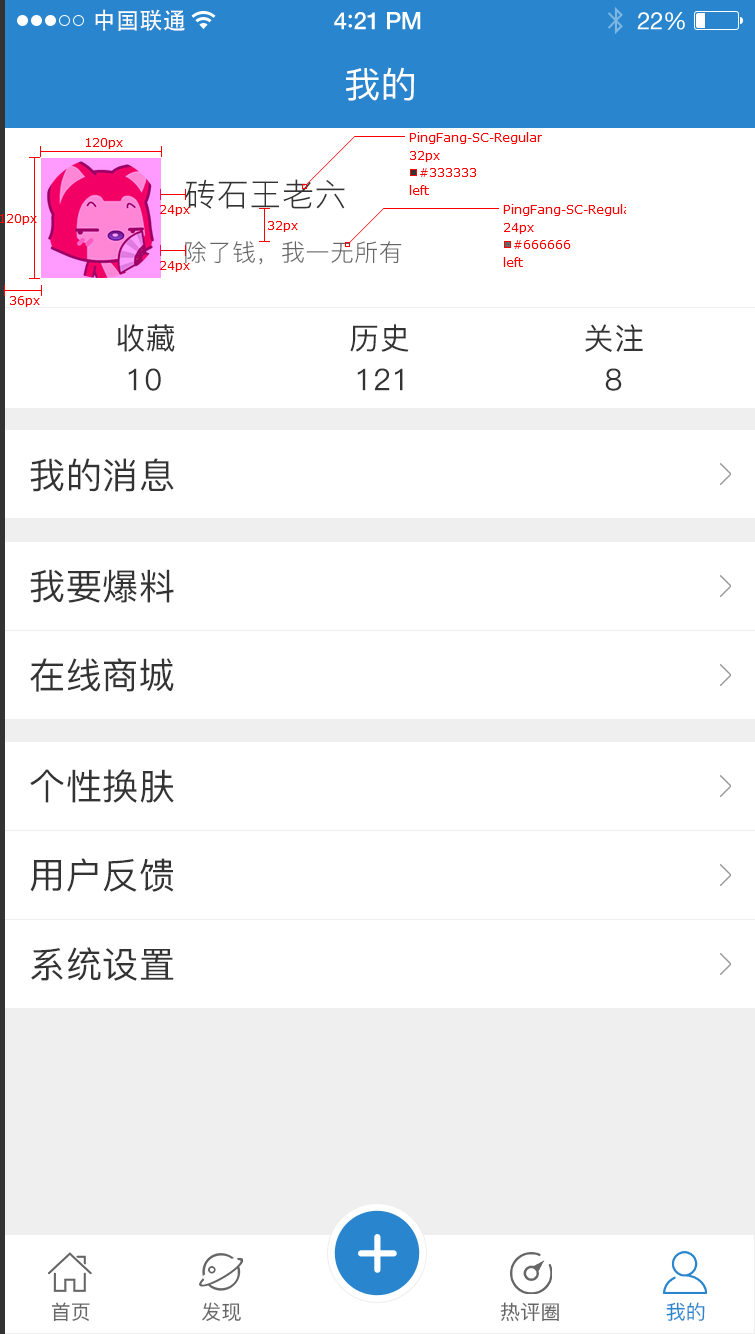 中国联通 4:21 PM 22%
我的
120px
PingFang-SC-Regular
32px
#333333
left
120px
24px
砖石王老六
32px
PingFang-SC-Regula
24px
#666666
left
24px
除了钱，我一无所有
36px
收藏 历史 关注
10 121 8
我的消息
我要爆料
在线商城
个性换肤
用户反馈
系统设置
首页 发现 热评圈 我的